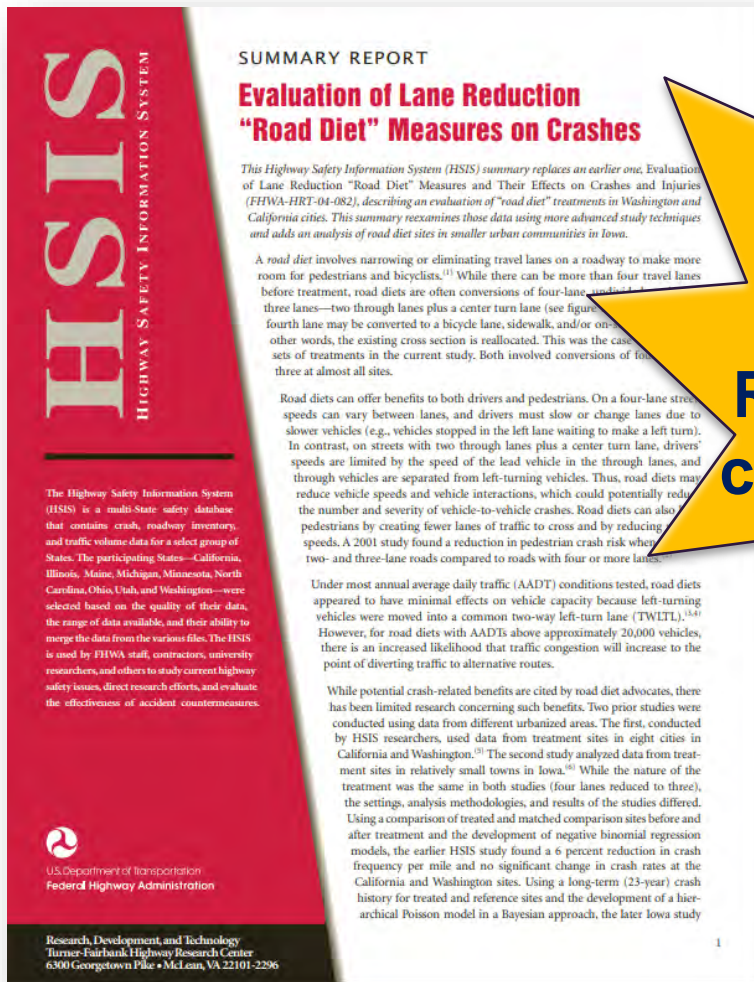 HSIS
HIGHWAY SAFETY INFORMATION SYSTEM
The Highway Safety Information System
(HSIS) is a multi-State safety database
that contains crash, roadway inventory,
and traffic volume data for a select group of
States. The participating States—California,
Illinois, Maine, Michigan, Minnesota, North
Carolina, Ohio, Utah, and Washington—were
selected based on the quality of their data,
the range of data available, and their ability to
merge the data from the various files. The HSIS
is used by FHWA staff, contractors, university
researchers, and others to study current highway
safety issues, direct research efforts, and evaluate
the effectiveness of accident countermeasures.
U.S. Department of Transportation
Federal Highway Administration
Research, Development, and Technology
Turner-Fairbank Highway Research Center
6300 Georgetown Pike • McLean, VA 22101-2296
SUMMARY REPORT
Evaluation of Lane Reduction
“Road Diet” Measures on Crashes
This Highway Safety Information System (HSIS) summary replaces an earlier one, Evaluation
of Lane Reduction “Road Diet” Measures and Their Effects on Crashes and Injuries
(FHWA-HRT-04-082), describing an evaluation of “road diet” treatments in Washington and
California cities. This summary reexamines those data using more advanced study techniques
and adds an analysis of road diet sites in smaller urban communities in Iowa.
A road diet involves narrowing or eliminating travel lanes on a roadway to make more
room for pedestrians and bicyclists.(1) While there can be more than four travel lanes
before treatment, road diets are often conversions of four-lane,
three lanes—two through lanes plus a center turn lane (see figure
fourth lane may be converted to a bicycle lane, sidewalk, and/or
other words, the existing cross section is reallocated. This was the case
sets of treatments in the current study. Both involved conversions of
three at almost all sites.
Road diets can offer benefits to both drivers and pedestrians. On a four-lane
speeds can vary between lanes, and drivers must slow or change lanes due to
slower vehicles (e.g., vehicles stopped in the left lane waiting to make a left turn).
In contrast, on streets with two through lanes plus a center turn lane, drivers’
speeds are limited by the speed of the lead vehicle in the through lanes, and
through vehicles are separated from left-turning vehicles. Thus, road diets may
reduce vehicle speeds and vehicle interactions, which could potentially
the number and severity of vehicle-to-vehicle crashes. Road diets can also
pedestrians by creating fewer lanes of traffic to cross and by reducing
speeds. A 2001 study found a reduction in pedestrian crash risk when
two- and three-lane roads compared to roads with four or more lanes.
Under most annual average daily traffic (AADT) conditions tested, road diets
appeared to have minimal effects on vehicle capacity because left-turning
vehicles were moved into a common two-way left-turn lane (TWLTL).(3,4)
However, for road diets with AADTs above approximately 20,000 vehicles,
there is an increased likelihood that traffic congestion will increase to the
point of diverting traffic to alternative routes.
While potential crash-related benefits are cited by road diet advocates, there
has been limited research concerning such benefits. Two prior studies were
conducted using data from different urbanized areas. The first, conducted
by HSIS researchers, used data from treatment sites in eight cities in
California and Washington.(5) The second study analyzed data from treat-
ment sites in relatively small towns in Iowa.(6) While the nature of the
treatment was the same in both studies (four lanes reduced to three),
the settings, analysis methodologies, and results of the studies differed.
Using a comparison of treated and matched comparison sites before and
after treatment and the development of negative binomial regression
models, the earlier HSIS study found a 6 percent reduction in crash
frequency per mile and no significant change in crash rates at the
California and Washington sites. Using a long-term (23-year) crash
history for treated and reference sites and the development of a hier-
archical Poisson model in a Bayesian approach, the later Iowa study
1
R
c